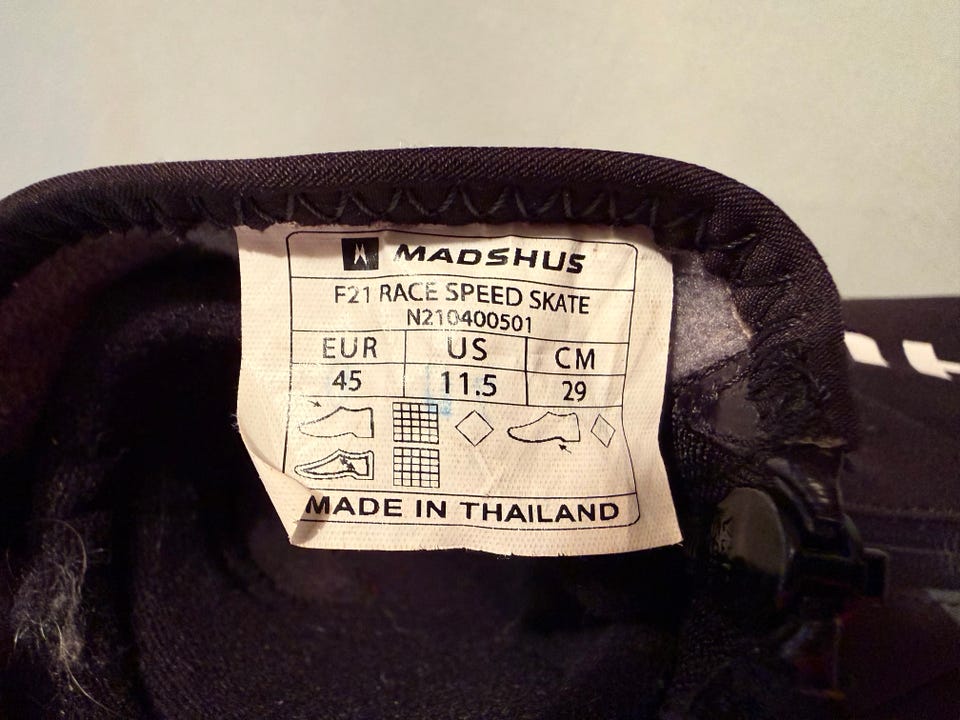 MADSHUS
F21 RACE SPEED SKATE
N210400501
EUR US CM
45 11.5 29
MADE IN THAILAND